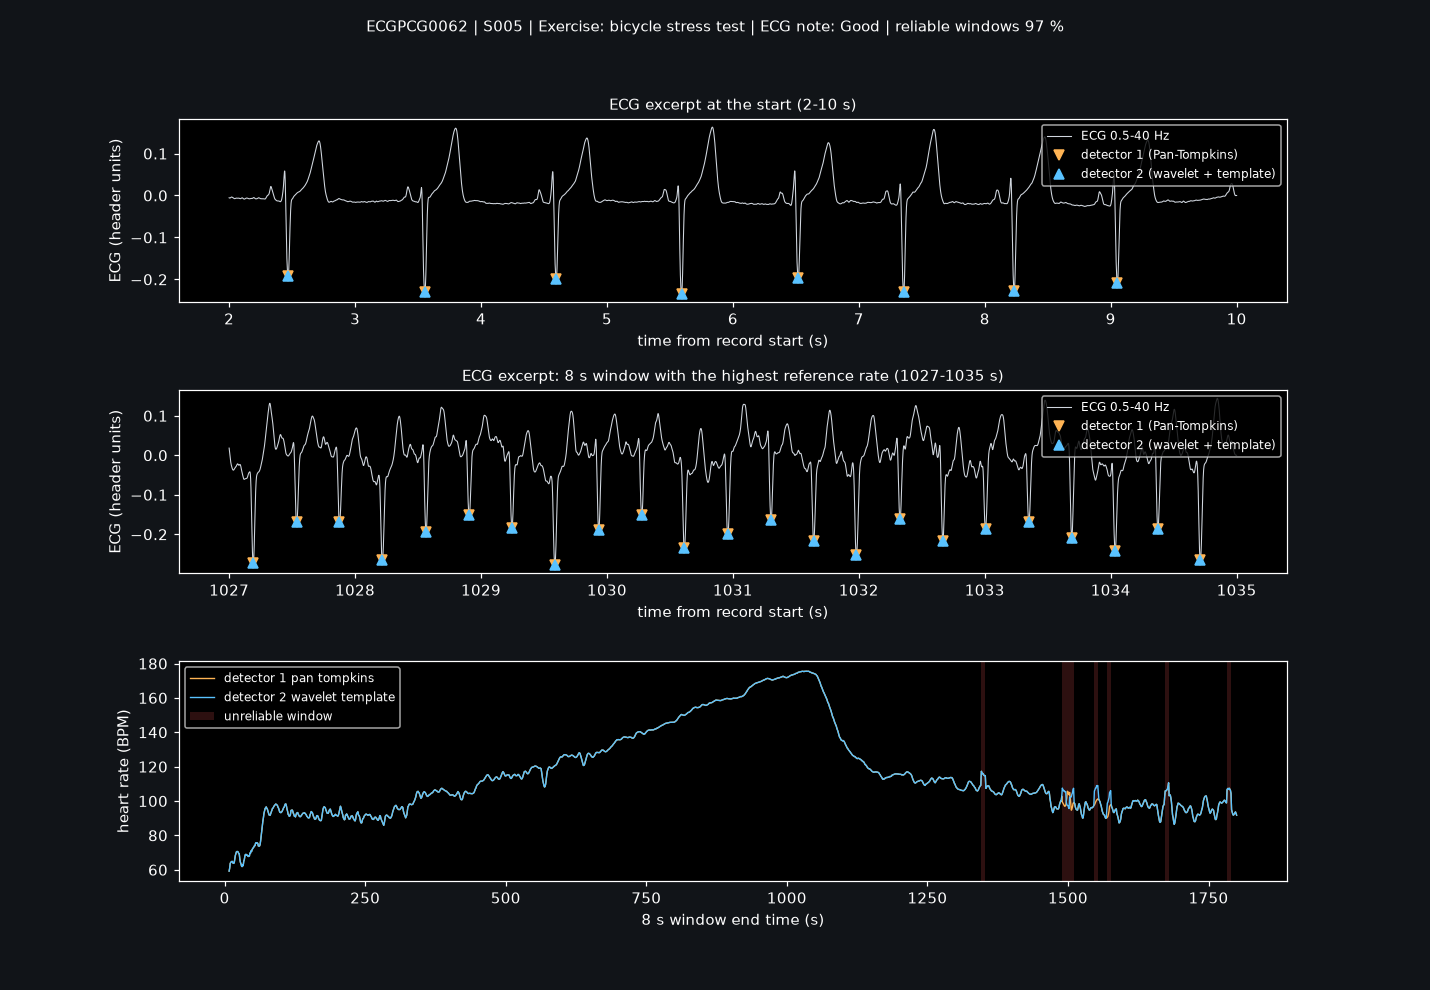 ECGPCG0062 | S005 | Exercise: bicycle stress test | ECG note: Good | reliable windows 97 %
ECG excerpt at the start (2-10 s)
ECG (header units)
0.1
0.0
−0.1
−0.2
ECG 0.5-40 Hz
detector 1 (Pan-Tompkins)
detector 2 (wavelet + template)
2 3 4 5 6 7 8 9 10
time from record start (s)
ECG excerpt: 8 s window with the highest reference rate (1027-1035 s)
ECG (header units)
0.1
0.0
−0.1
−0.2
ECG 0.5-40 Hz
detector 1 (Pan-Tompkins)
detector 2 (wavelet + template)
1027 1028 1029 1030 1031 1032 1033 1034 1035
time from record start (s)
heart rate (BPM)
180
160
140
120
100
80
60
detector 1 pan tompkins
detector 2 wavelet template
unreliable window
0 250 500 750 1000 1250 1500 1750
8 s window end time (s)